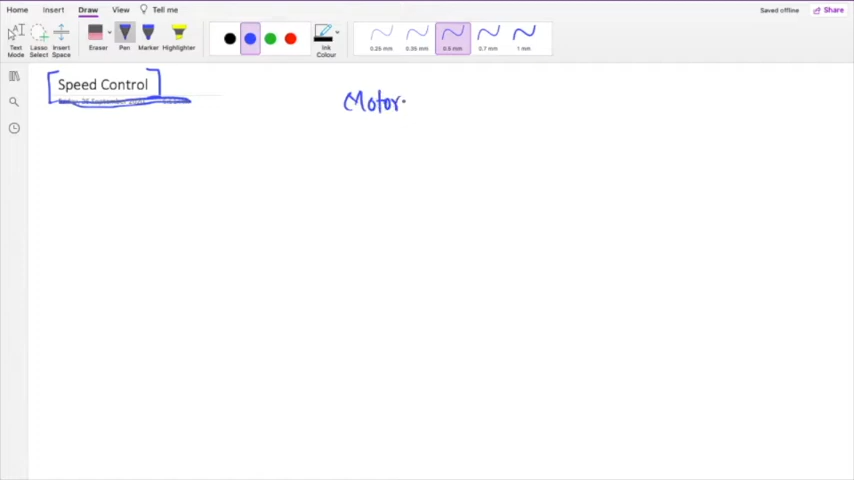 Home Insert Draw View Tell me Saved offline Share
Text Mode Lasso Select Insert Space Eraser Pen Marker Highlighter Ink Colour 0.25 mm 0.35 mm 0.5 mm 0.7 mm 1 mm
Speed Control
September
Motor